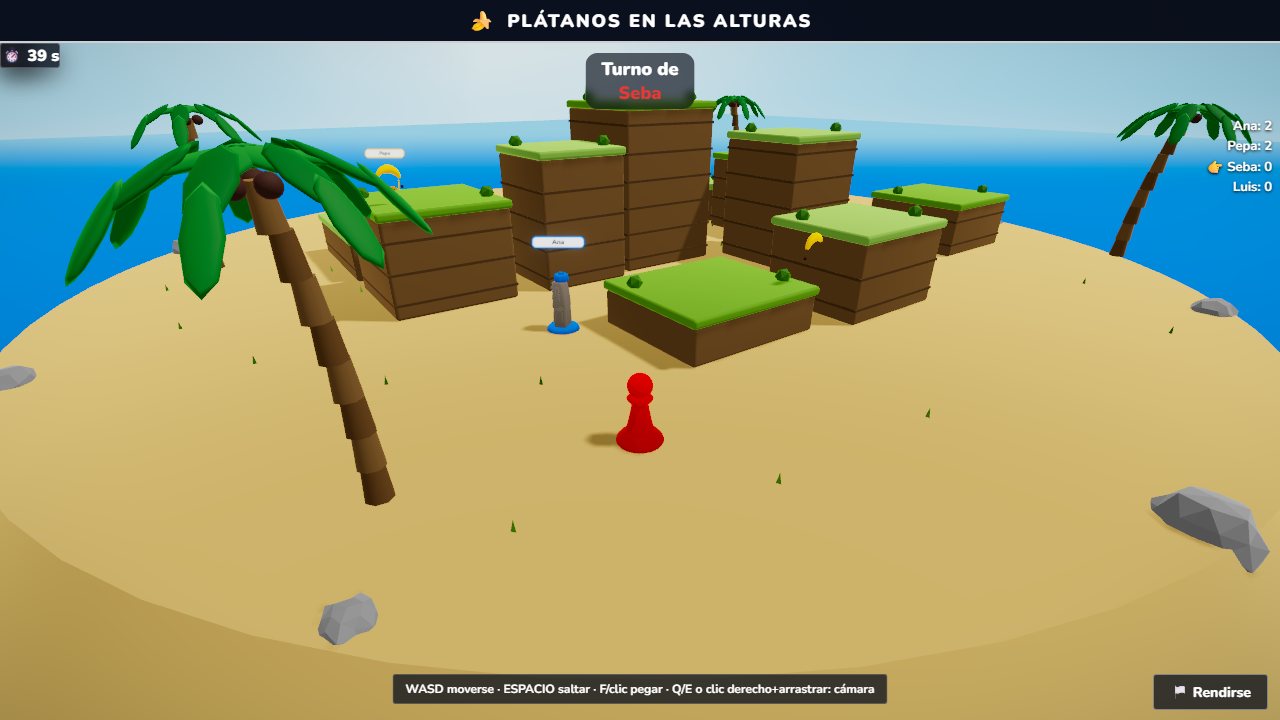 PLÁTANOS EN LAS ALTURAS
39 s
Turno de
Seba
Ana: 2
Pepa: 2
Seba: 0
Luis: 0
Pepa
Ana
WASD moverse · ESPACIO saltar · F/clic pegar · Q/E o clic derecho+arrastrar: cámara
Rendirse